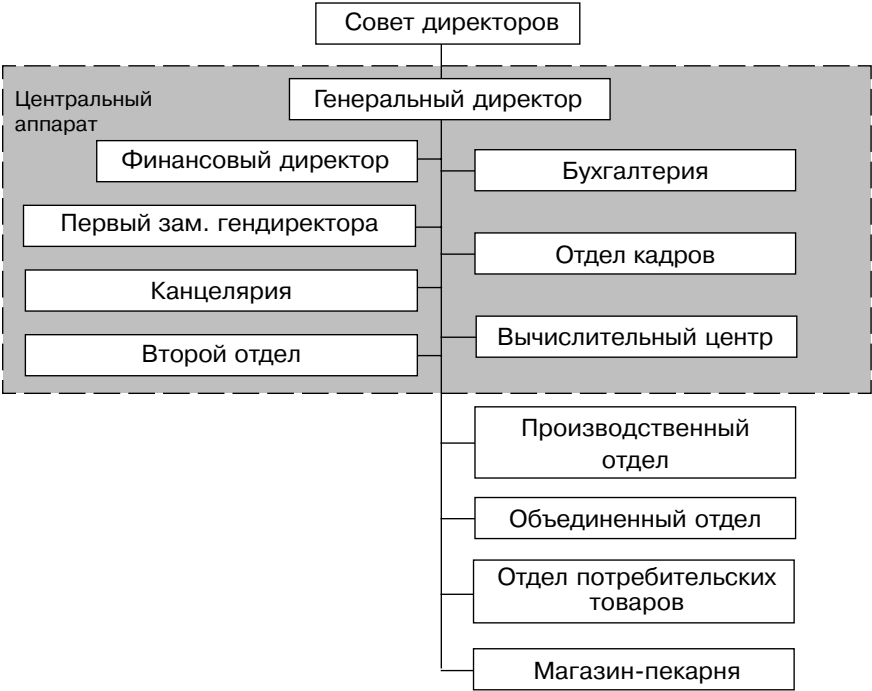 Совет директоров
Центральный
аппарат
Генеральный директор
Финансовый директор
Бухгалтерия
Первый зам. гендиректора
Отдел кадров
Канцелярия
Вычислительный центр
Второй отдел
Производственный
отдел
Объединенный отдел
Отдел потребительских
товаров
Магазин-пекарня